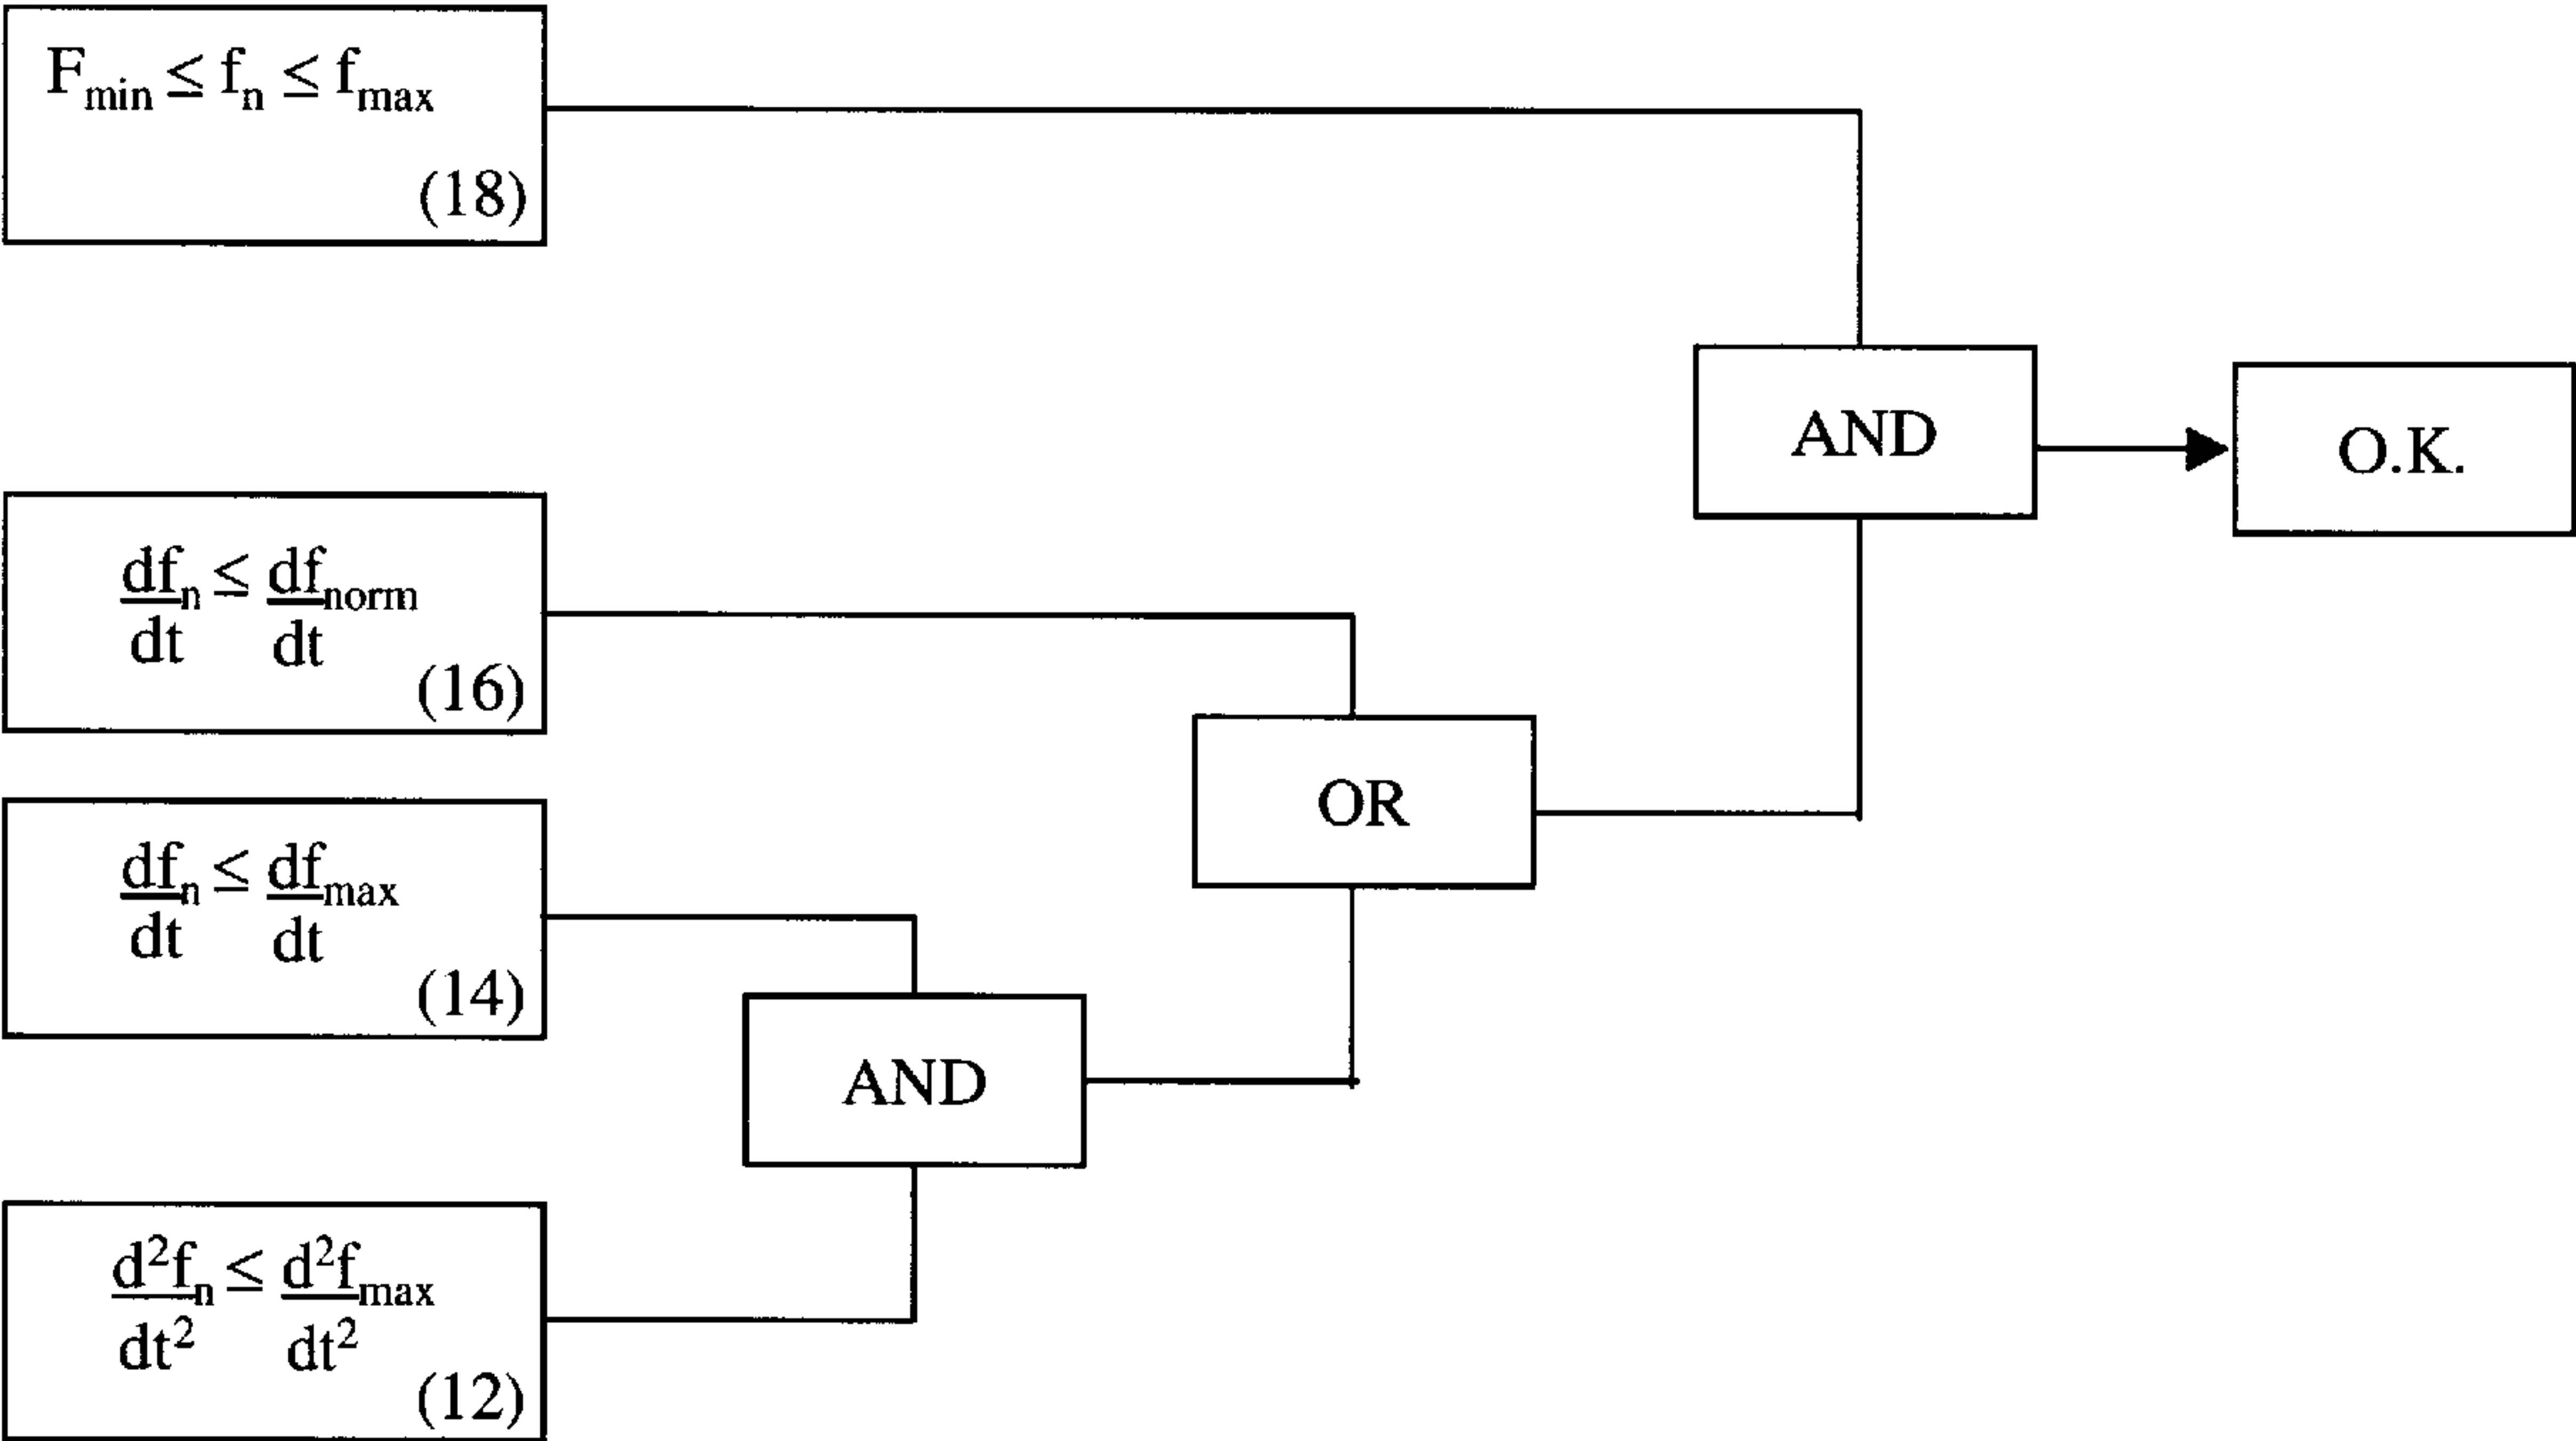 F_min ≤ f_n ≤ f_max
(18)
AND
O.K.
df_n ≤ df_norm
dt dt
(16)
OR
df_n ≤ df_max
dt dt
(14)
AND
d²f_n ≤ d²f_max
dt² dt²
(12)